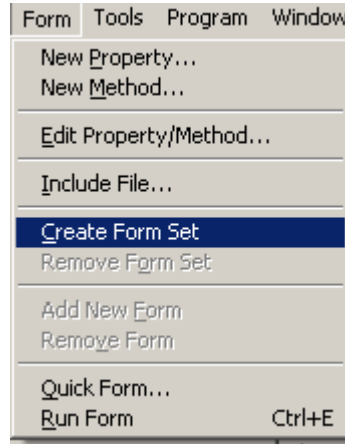 Form Tools Program Window
New Property...
New Method...
Edit Property/Method...
Include File...
Create Form Set
Remove Form Set
Add New Form
Remove Form
Quick Form...
Run Form Ctrl+E